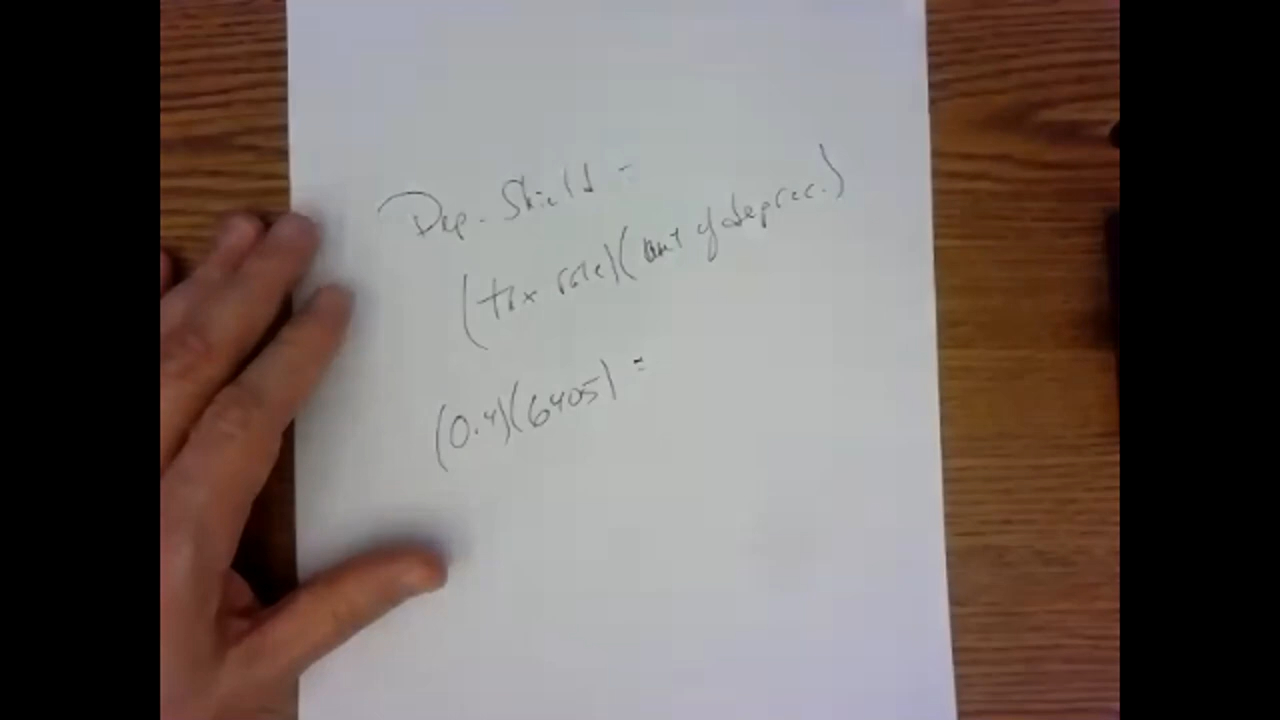 Dep. Shield =
(tax rate)(amt of deprec.)
(0.4)(6405) =